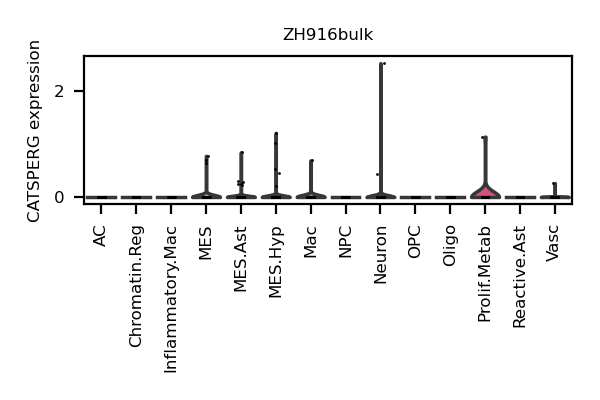 ZH916bulk
CATSPERG expression
2
0
AC
Chromatin.Reg
Inflammatory.Mac
MES
MES.Ast
MES.Hyp
Mac
NPC
Neuron
OPC
Oligo
Prolif.Metab
Reactive.Ast
Vasc